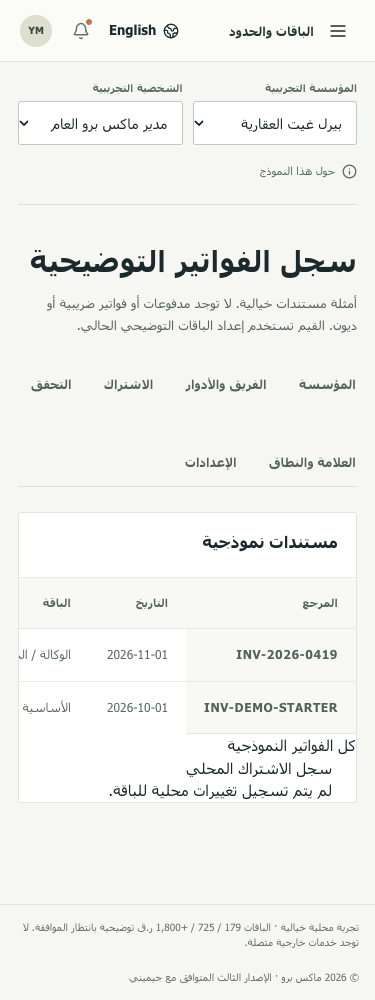 الباقات والحدود
English
YM
المؤسسة التجريبية
الشخصية التجريبية
بيرل غيت العقارية
مدير ماكس برو العام
حول هذا النموذج
سجل الفواتير التوضيحية
أمثلة مستندات خيالية. لا توجد مدفوعات أو فواتير ضريبية أو
ديون. القيم تستخدم إعداد الباقات التوضيحي الحالي.
المؤسسة الفريق والأدوار الاشتراك التحقق
العلامة والنطاق الإعدادات
مستندات نموذجية
المرجع التاريخ الباقة
INV-2026-0419 2026-11-01 الوكالة /
INV-DEMO-STARTER 2026-10-01 الأساسية
كل الفواتير النموذجية
سجل الاشتراك المحلي
لم يتم تسجيل تغييرات محلية للباقة.
تجربة محلية خيالية · الباقات 179 / 725 / +1,800 ر.ق توضيحية بانتظار الموافقة. لا
توجد خدمات خارجية متصلة.
© 2026 ماكس برو · الإصدار الثالث المتوافق مع جيميني